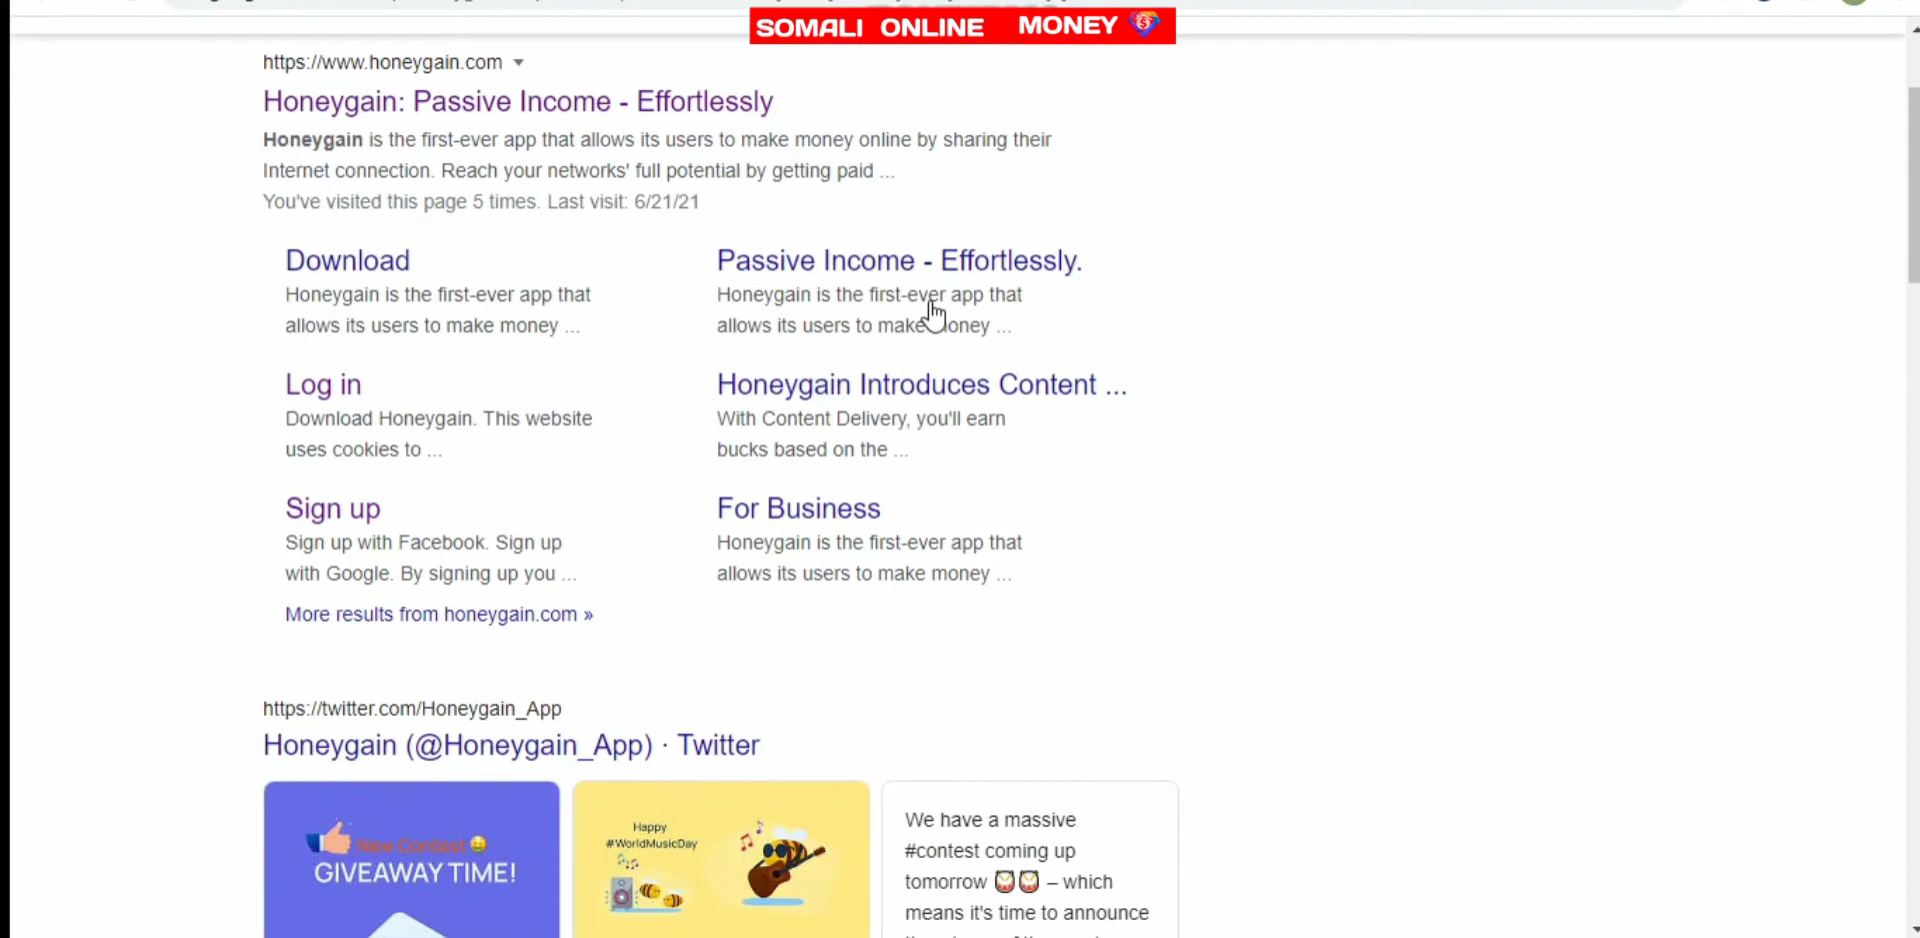 SOMALI ONLINE MONEY
https://www.honeygain.com
Honeygain: Passive Income - Effortlessly
Honeygain is the first-ever app that allows its users to make money online by sharing their
Internet connection. Reach your networks' full potential by getting paid ...
You've visited this page 5 times. Last visit: 6/21/21
Download
Honeygain is the first-ever app that
allows its users to make money ...
Passive Income - Effortlessly.
Honeygain is the first-ever app that
allows its users to make money ...
Log in
Download Honeygain. This website
uses cookies to ...
Honeygain Introduces Content ...
With Content Delivery, you'll earn
bucks based on the ...
Sign up
Sign up with Facebook. Sign up
with Google. By signing up you ...
For Business
Honeygain is the first-ever app that
allows its users to make money ...
More results from honeygain.com »
https://twitter.com/Honeygain_App
Honeygain (@Honeygain_App) · Twitter
New Contest
GIVEAWAY TIME!
Happy
#WorldMusicDay
We have a massive
#contest coming up
tomorrow 🥁🥁 – which
means it's time to announce